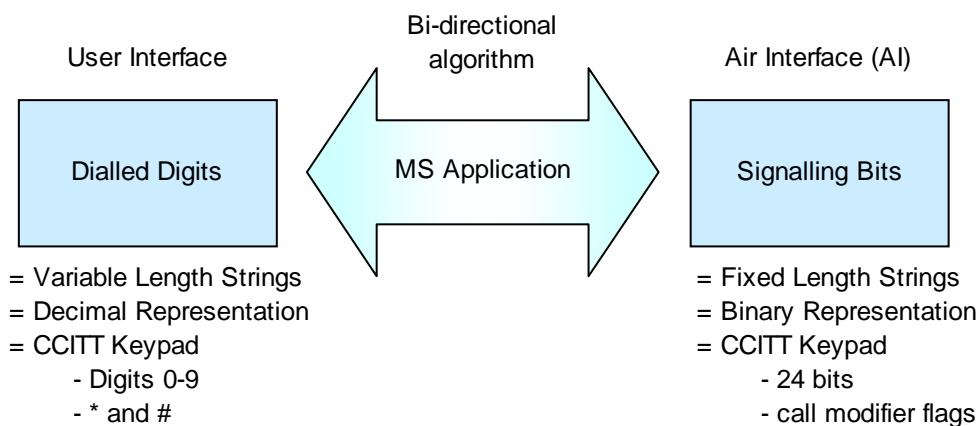 User Interface
Bi-directional
algorithm
Air Interface (AI)
Dialled Digits
MS Application
Signalling Bits
= Variable Length Strings
= Decimal Representation
= CCITT Keypad
- Digits 0-9
- * and #
= Fixed Length Strings
= Binary Representation
= CCITT Keypad
- 24 bits
- call modifier flags